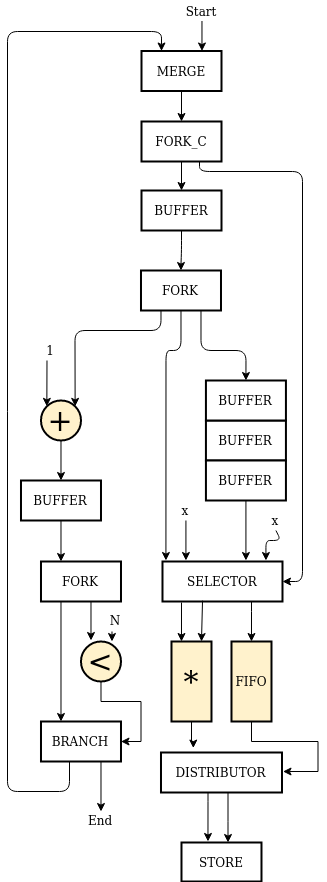 Start
MERGE
FORK_C
BUFFER
FORK
1
BUFFER
+
BUFFER
BUFFER
BUFFER
x
x
FORK
SELECTOR
N
<
*
FIFO
BRANCH
DISTRIBUTOR
End
STORE